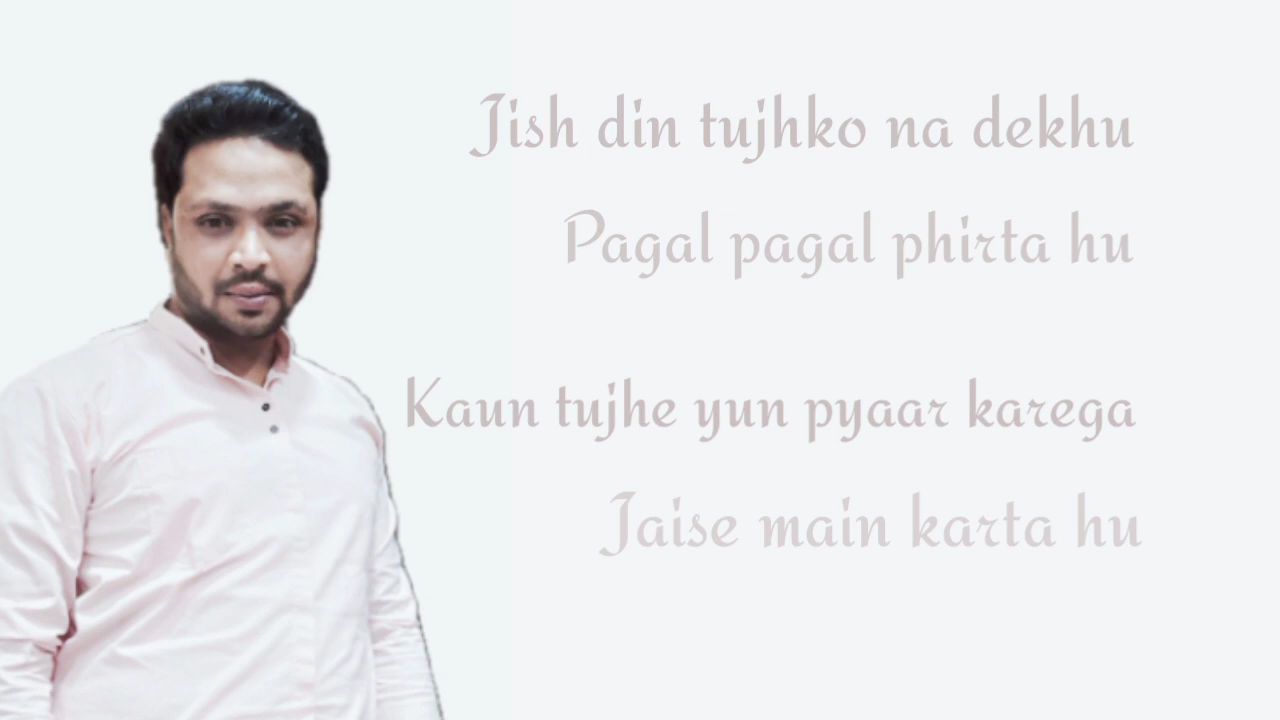 Jish din tujhko na dekhu
Pagal pagal phirta hu
Kaun tujhe yun pyaar karega
Jaise main karta hu